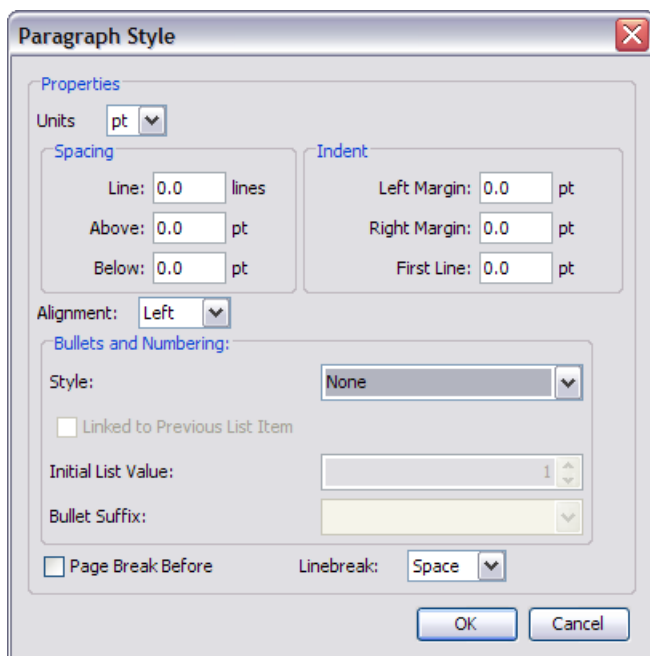 Paragraph Style
Properties
Units pt
Spacing
Line: 0.0 lines
Above: 0.0 pt
Below: 0.0 pt
Indent
Left Margin: 0.0 pt
Right Margin: 0.0 pt
First Line: 0.0 pt
Alignment: Left
Bullets and Numbering:
Style: None
Linked to Previous List Item
Initial List Value: 1
Bullet Suffix:
Page Break Before Linebreak: Space
OK Cancel